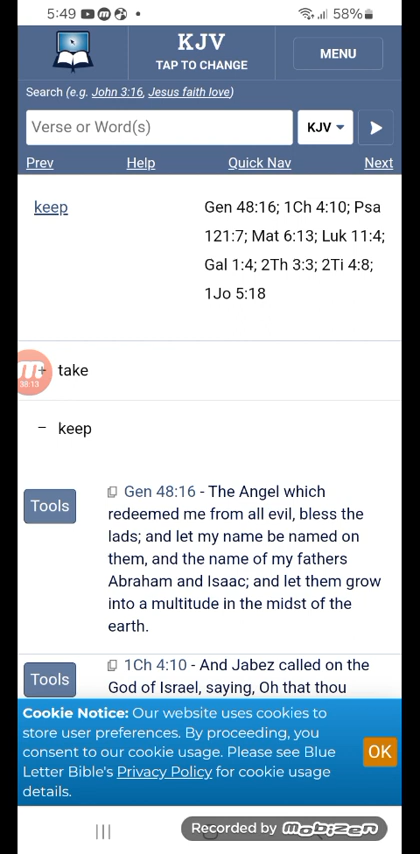 5:49 58%
KJV
TAP TO CHANGE
MENU
Search (e.g. John 3:16, Jesus faith love)
Verse or Word(s)
KJV
Prev Help Quick Nav Next
keep
Gen 48:16; 1Ch 4:10; Psa
121:7; Mat 6:13; Luk 11:4;
Gal 1:4; 2Th 3:3; 2Ti 4:8;
1Jo 5:18
38:13
+ take
− keep
Tools
Gen 48:16 - The Angel which
redeemed me from all evil, bless the
lads; and let my name be named on
them, and the name of my fathers
Abraham and Isaac; and let them grow
into a multitude in the midst of the
earth.
Tools
1Ch 4:10 - And Jabez called on the
God of Israel, saying, Oh that thou
Cookie Notice: Our website uses cookies to
store user preferences. By proceeding, you
consent to our cookie usage. Please see Blue
Letter Bible's Privacy Policy for cookie usage
details.
OK
Recorded by mobizen